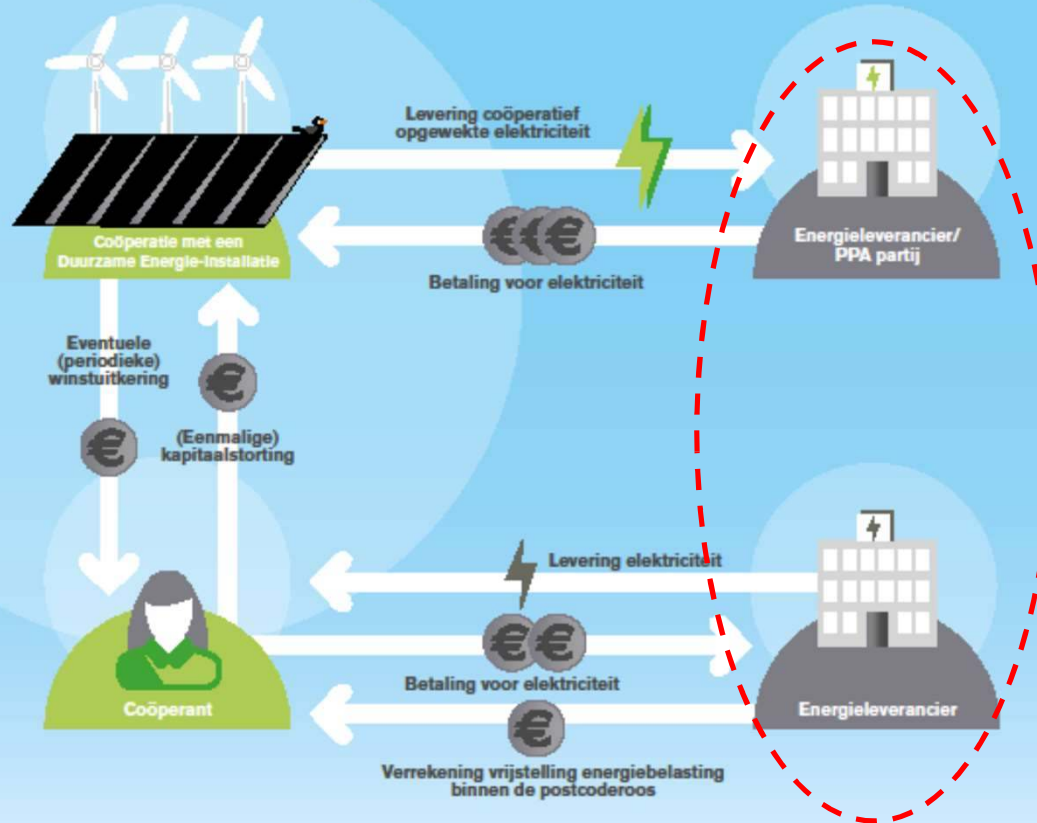 Levering coöperatief
opgewekte elektriciteit
Coöperatie met een
Duurzame Energie-Installatie
Energieleverancier/
PPA partij
Betaling voor elektriciteit
Eventuele
(periodieke)
winstuitkering
(Eenmalige)
kapitaalstorting
Levering elektriciteit
Betaling voor elektriciteit
Coöperant
Energieleverancier
Verrekening vrijstelling energiebelasting
binnen de postcoderoos